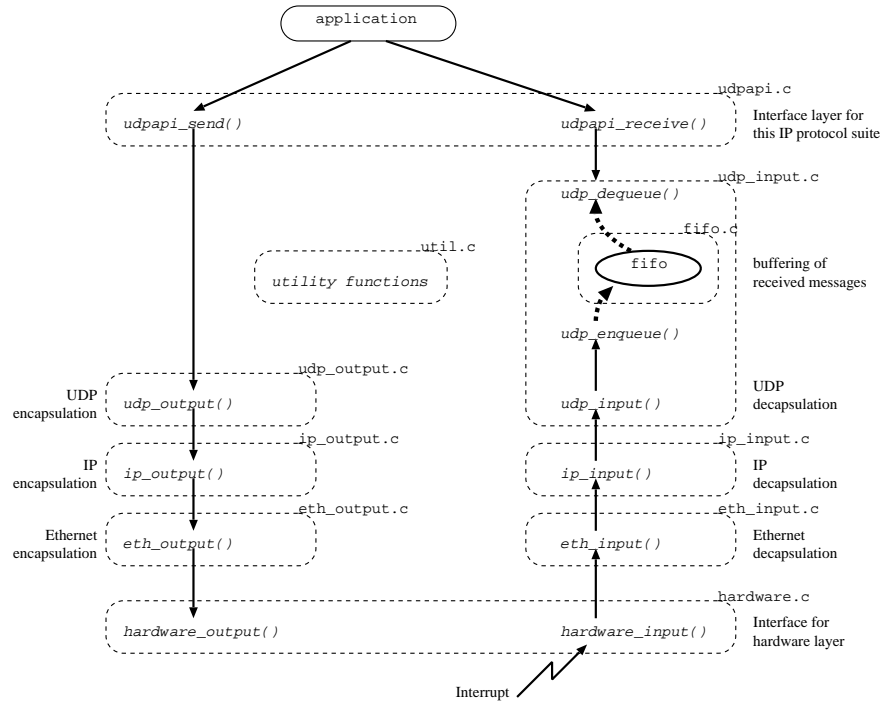 application
udpapi.c
udpapi_send()
udpapi_receive()
Interface layer for
this IP protocol suite
udp_input.c
udp_dequeue()
fifo.c
fifo
util.c
utility functions
buffering of
received messages
udp_enqueue()
udp_output.c
UDP
encapsulation
udp_output()
udp_input()
UDP
decapsulation
ip_output.c
ip_input.c
IP
encapsulation
ip_output()
ip_input()
IP
decapsulation
eth_output.c
eth_input.c
Ethernet
encapsulation
eth_output()
eth_input()
Ethernet
decapsulation
hardware.c
hardware_output()
hardware_input()
Interface for
hardware layer
Interrupt